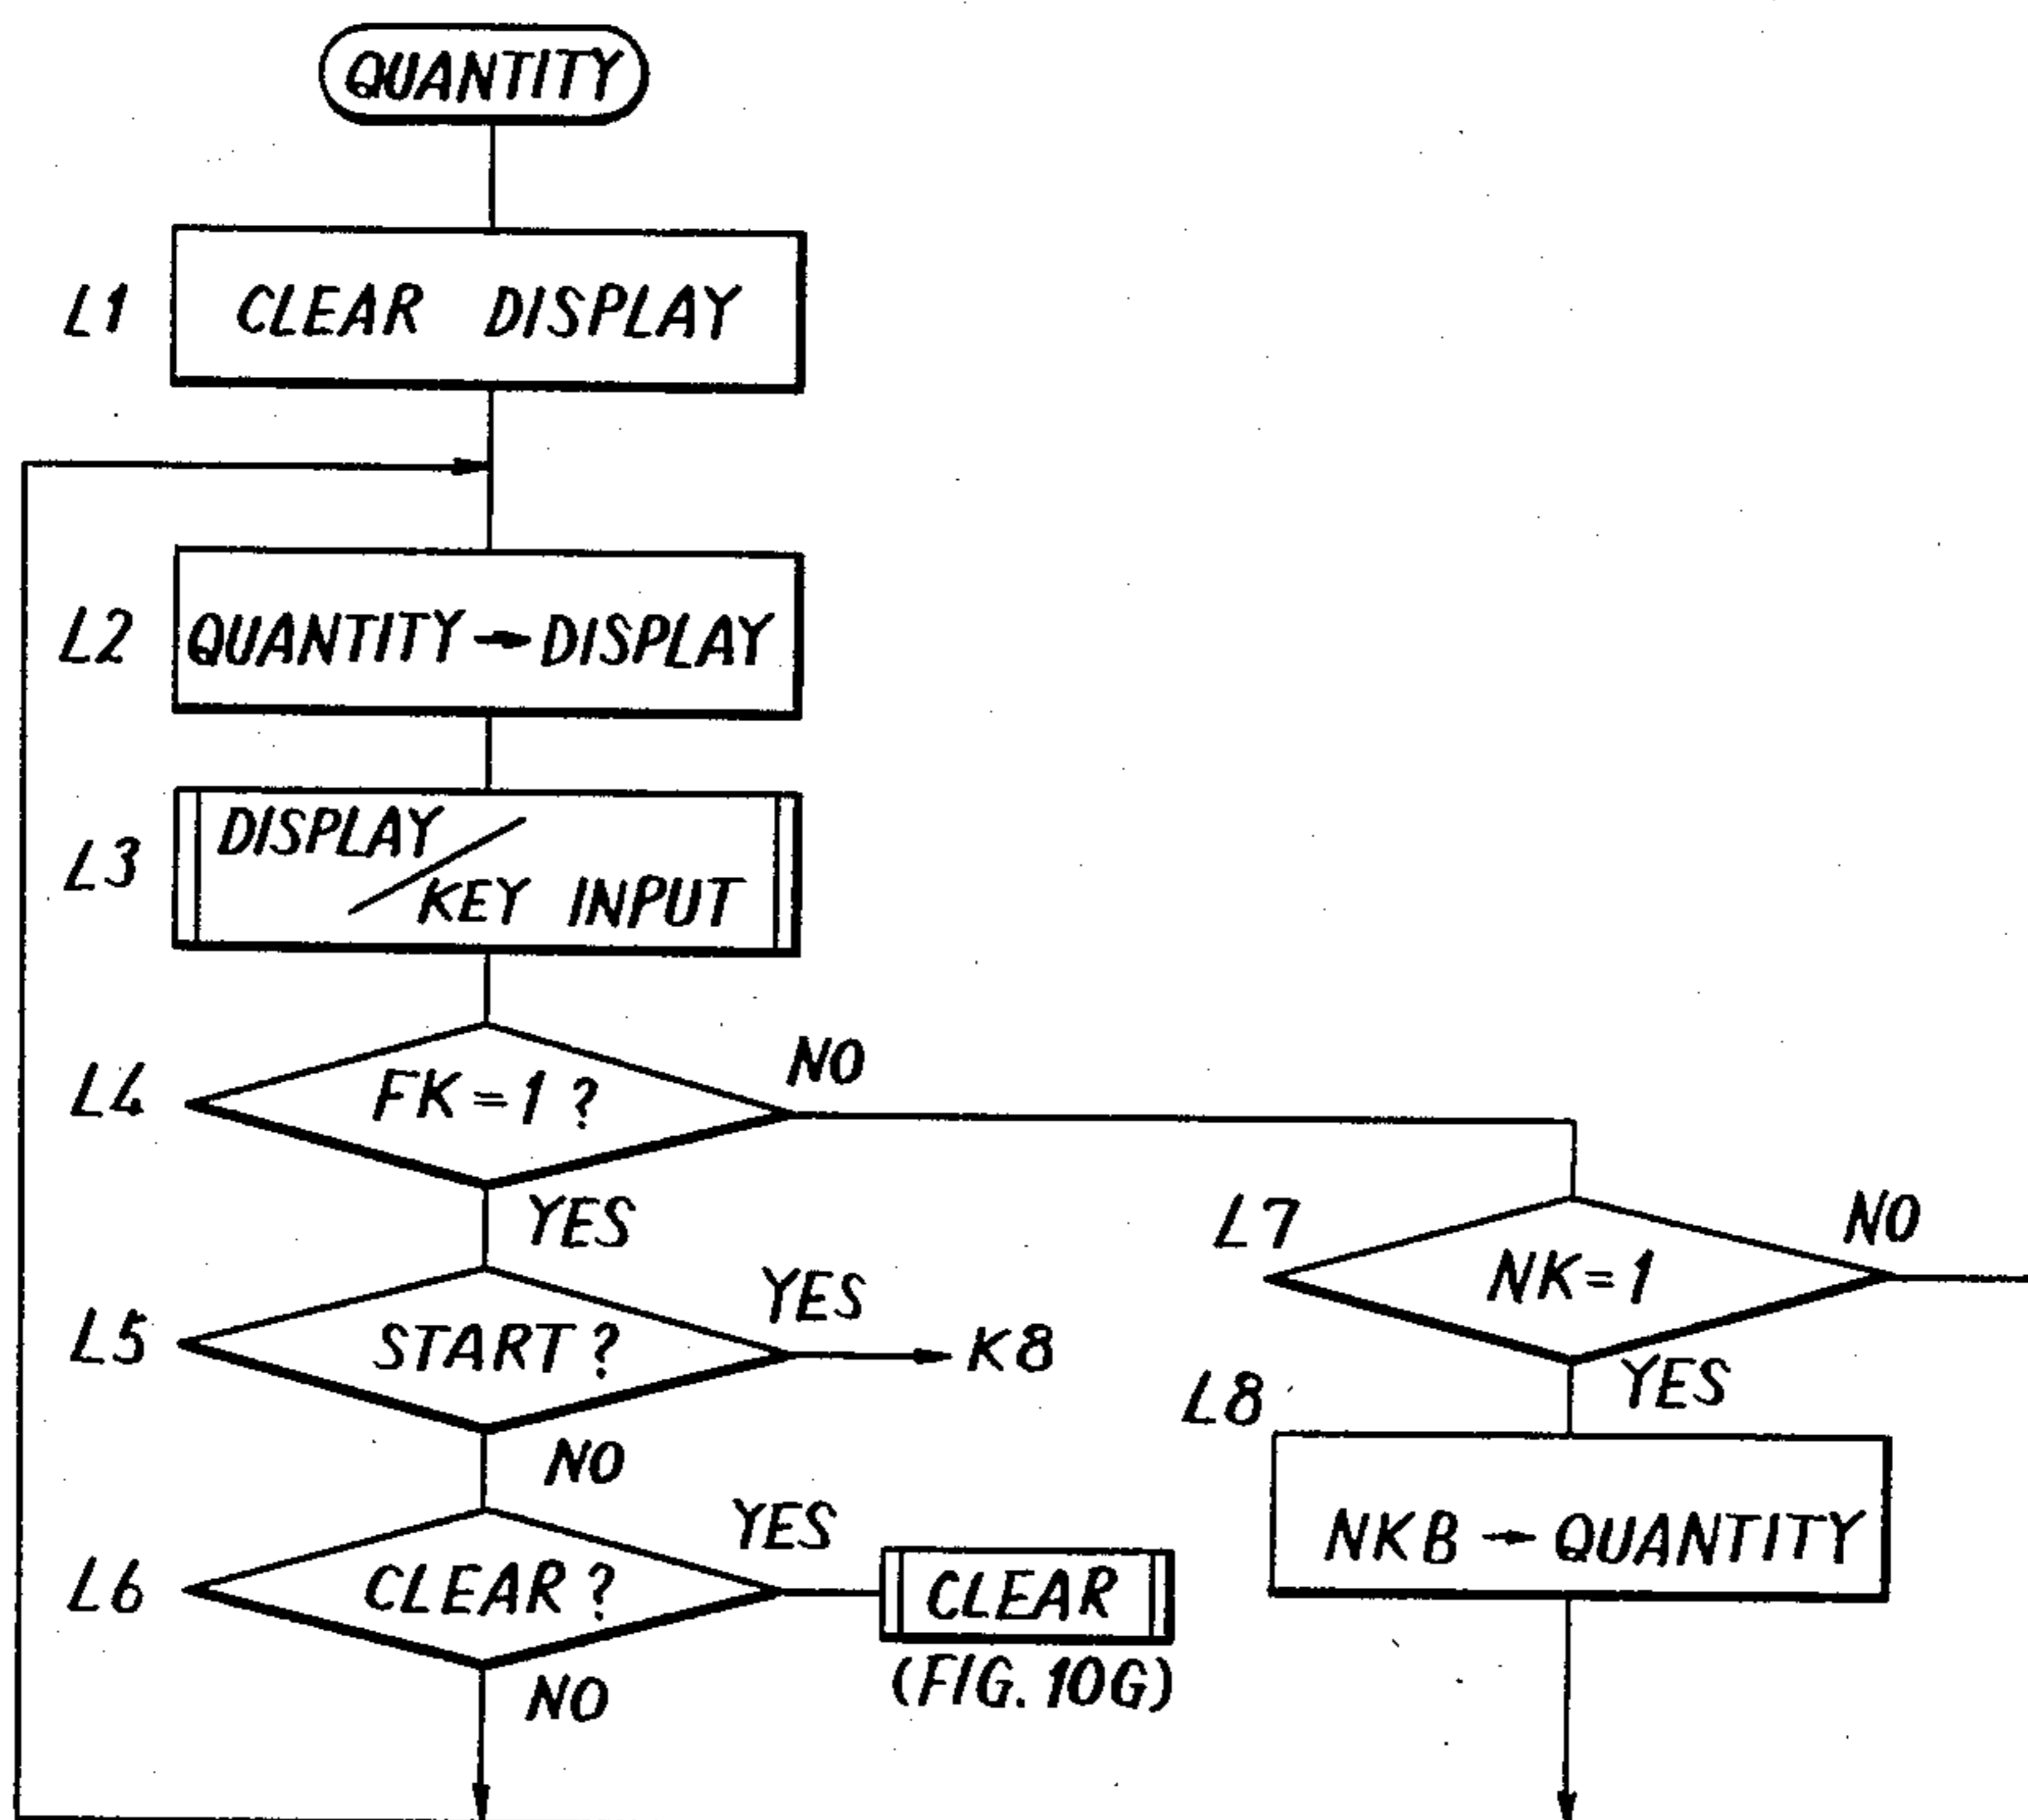 QUANTITY
L1 CLEAR DISPLAY
L2 QUANTITY → DISPLAY
L3 DISPLAY
/ KEY INPUT
L4 FK=1? NO
YES
L5 START? YES K8
NO
L6 CLEAR? YES CLEAR
(FIG. 10G)
NO
L7 NK=1 NO
YES
L8 NKB → QUANTITY